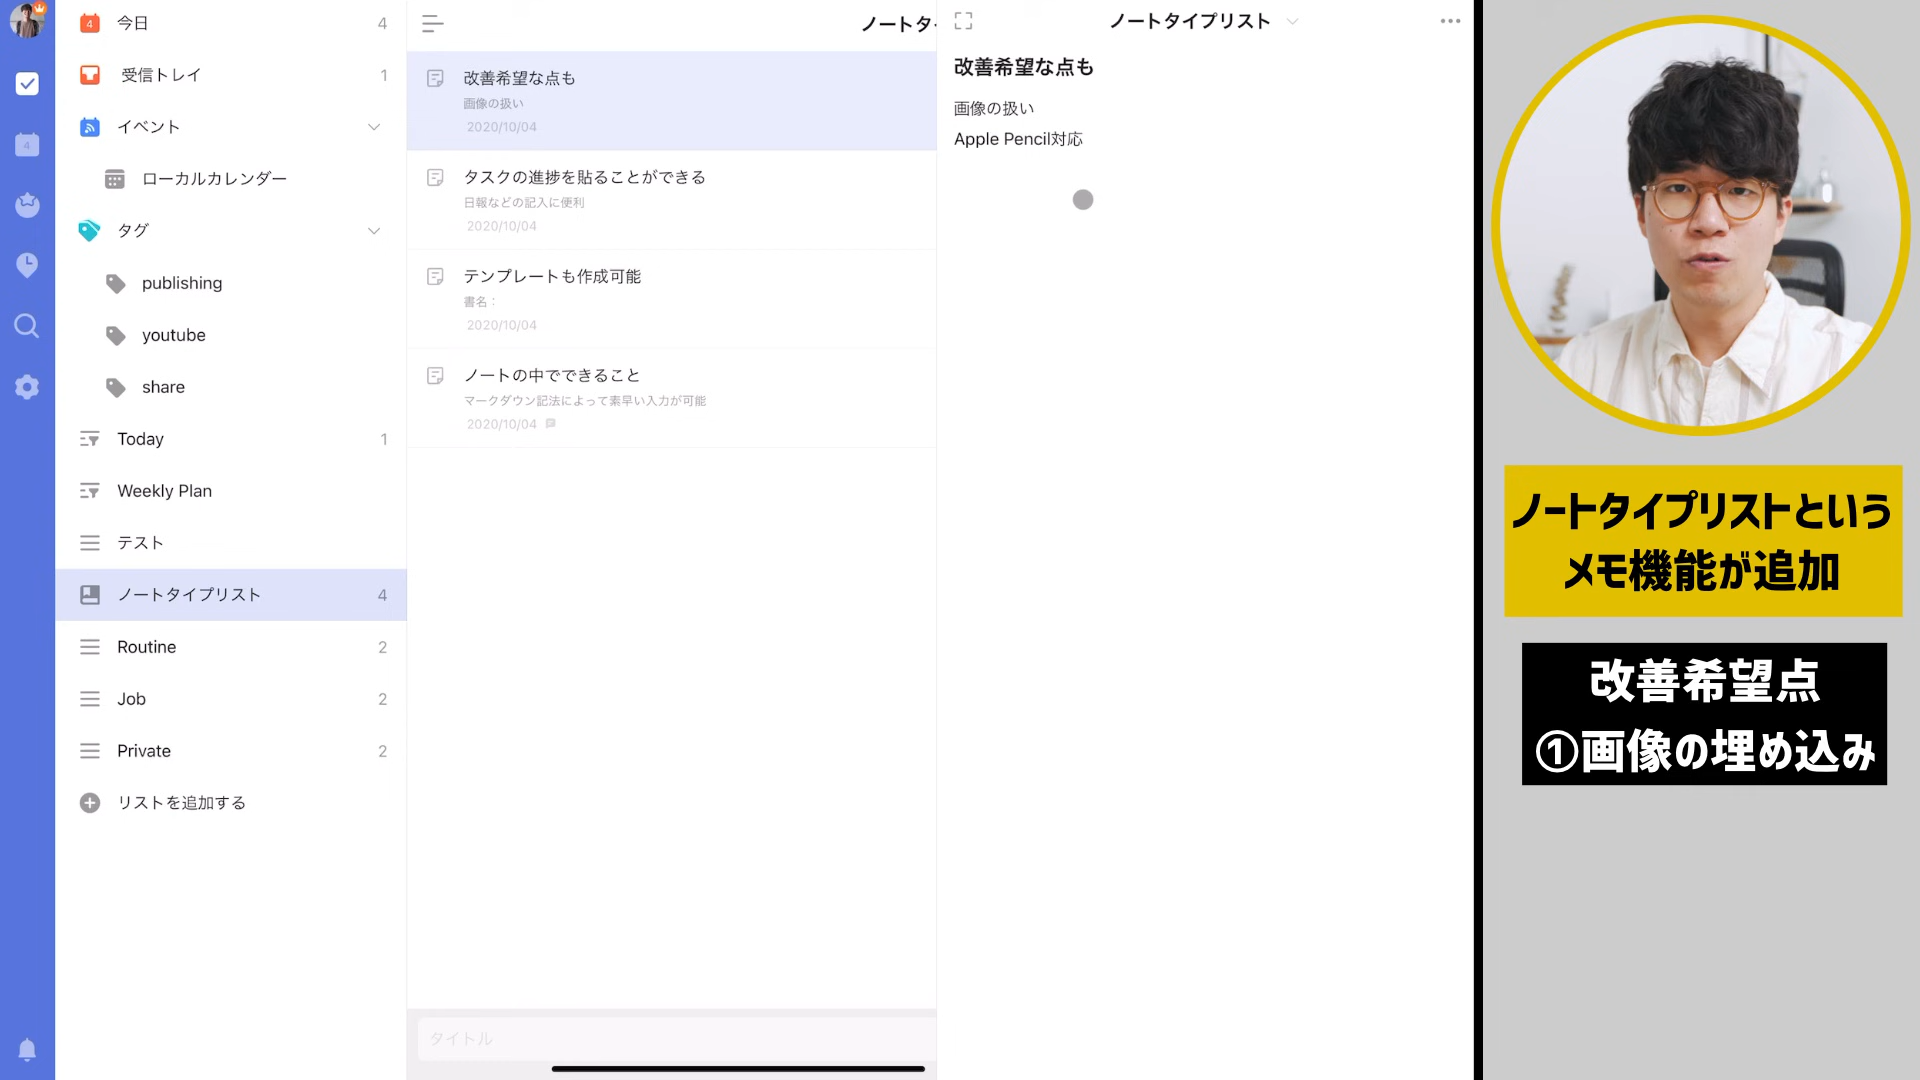 4
今日
4
受信トレイ
1
イベント
ローカルカレンダー
タグ
publishing
youtube
share
Today
1
Weekly Plan
テスト
ノートタイプリスト
4
Routine
2
Job
2
Private
2
リストを追加する
4
ノートタ
改善希望な点も
画像の扱い
2020/10/04
タスクの進捗を貼ることができる
日報などの記入に便利
2020/10/04
テンプレートも作成可能
書名：
2020/10/04
ノートの中でできること
マークダウン記法によって素早い入力が可能
2020/10/04
タイトル
ノートタイプリスト
改善希望な点も
画像の扱い
Apple Pencil対応
ノートタイプリストという
メモ機能が追加
改善希望点
①画像の埋め込み